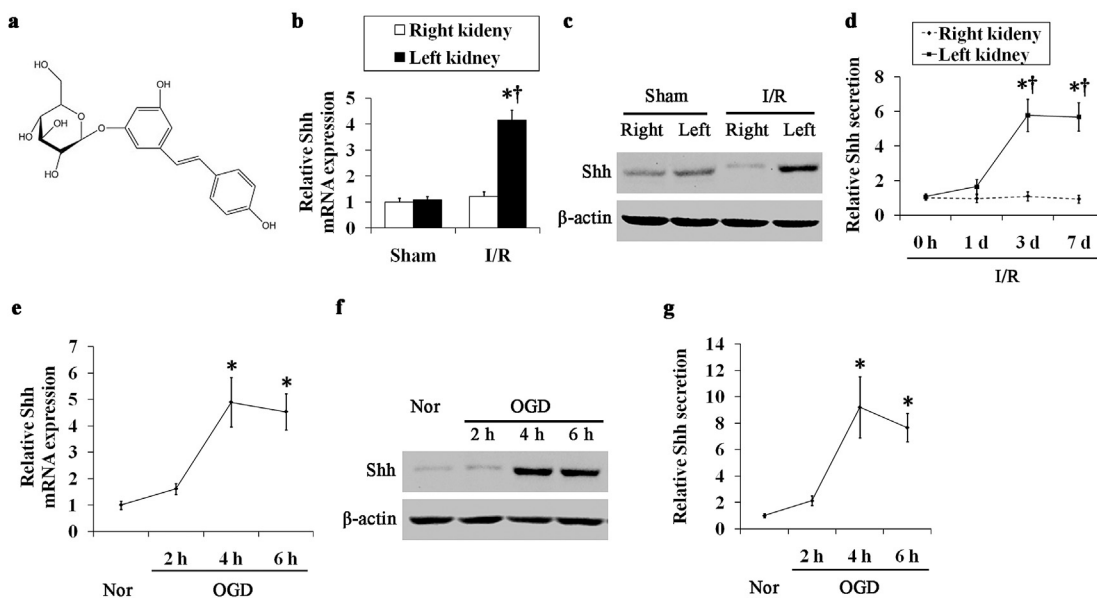 a
HO
OH
O
OH
HO
O
HO
OH
b
Right kideny
Left kidney
Relative Shh
mRNA expression
5
4
3
2
1
0
*†
Sham
I/R
c
Sham
I/R
Right Left Right Left
Shh
β-actin
d
Right kideny
Left kidney
Relative Shh secretion
8
6
4
2
0
*†
*†
0 h 1 d 3 d 7 d
I/R
e
Relative Shh
mRNA expression
7
6
5
4
3
2
1
0
*
*
2 h 4 h 6 h
Nor OGD
f
Nor OGD
2 h 4 h 6 h
Shh
β-actin
g
Relative Shh secretion
14
12
10
8
6
4
2
0
*
*
2 h 4 h 6 h
Nor OGD